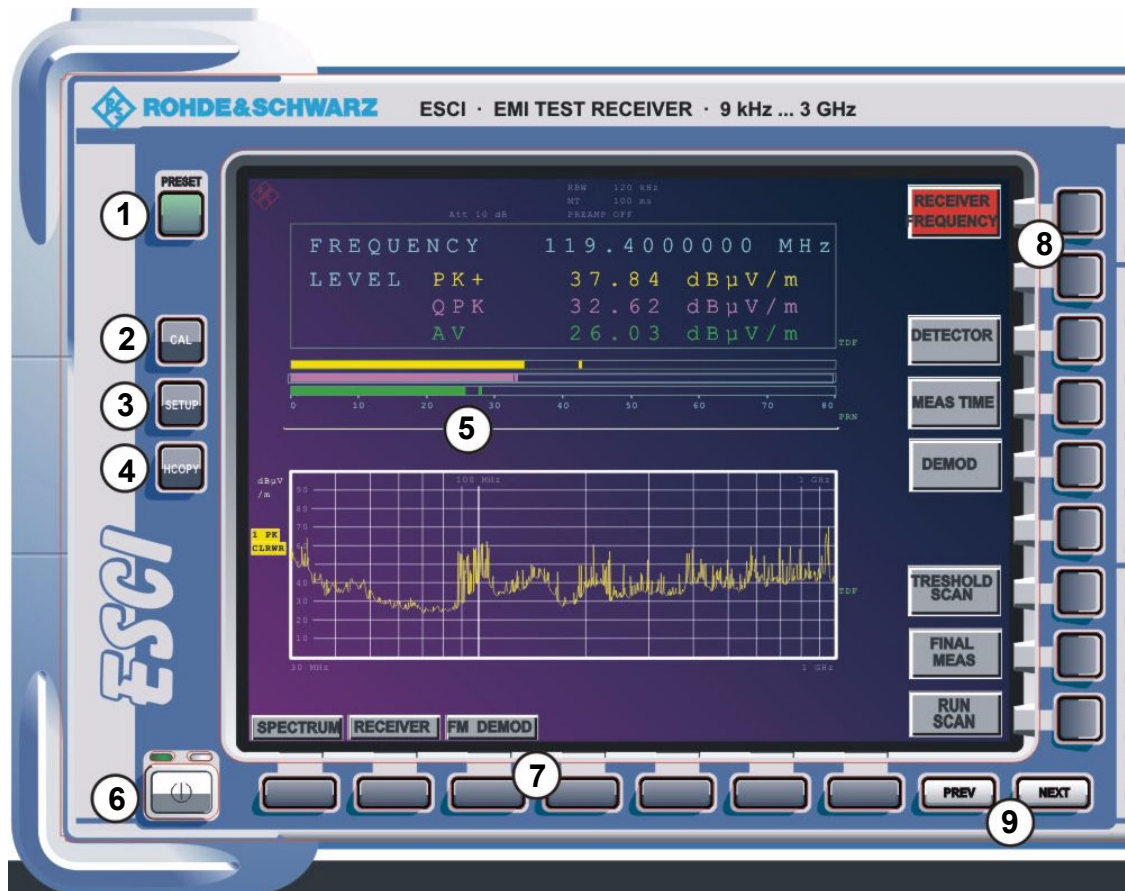 ROHDE&SCHWARZ ESCI · EMI TEST RECEIVER · 9 kHz ... 3 GHz
PRESET
1
RBW 120 kHz
MT 100 ms
Att 10 dB PREAMP OFF
RECEIVER
FREQUENCY
8
FREQUENCY 119.4000000 MHz
LEVEL PK+ 37.84 dBµV/m
QPK 32.62 dBµV/m
AV 26.03 dBµV/m
TDF
2
CAL
DETECTOR
3
SETUP
0 10 20 30 40 50 60 70 80
PRN
MEAS TIME
5
4
HCOPY
DEMOD
dBµV
/m
100 MHz 1 GHz
90
80
70
60
50
40
30
20
10
1 PK
CLRWR
TDF
30 MHz 1 GHz
TRESHOLD
SCAN
FINAL
MEAS
RUN
SCAN
ESCI
SPECTRUM RECEIVER FM DEMOD
6
7
PREV NEXT
9